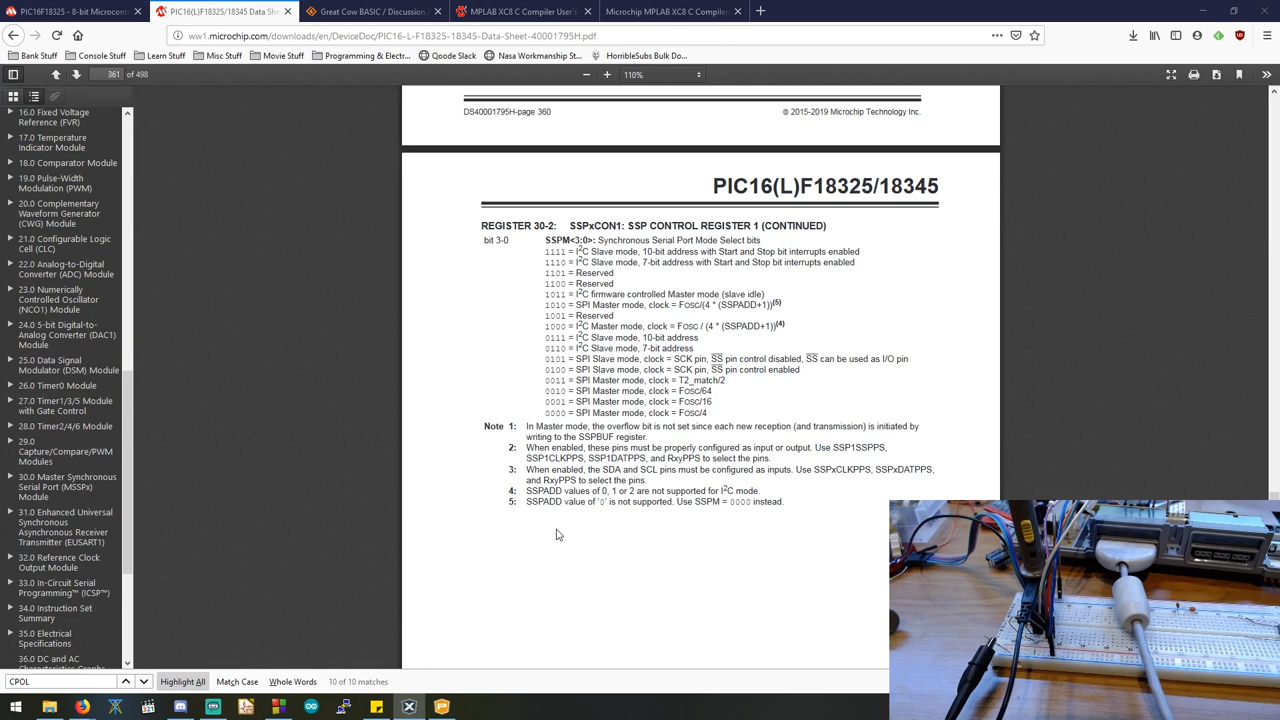 PIC16F18325 - 8-bit Microcont
PIC16(L)F18325/18345 Data She
Great Cow BASIC / Discussion /
MPLAB XC8 C Compiler User's
Microchip MPLAB XC8 C Compiler
ww1.microchip.com/downloads/en/DeviceDoc/PIC16-L-F18325-18345-Data-Sheet-40001795H.pdf
Bank Stuff
Console Stuff
Learn Stuff
Misc Stuff
Movie Stuff
Programming & Electr...
Qoode Slack
Nasa Workmanship St...
HorribleSubs Bulk Do...
361 of 498
110%
16.0 Fixed Voltage
Reference (FVR)
17.0 Temperature
Indicator Module
18.0 Comparator Module
19.0 Pulse-Width
Modulation (PWM)
20.0 Complementary
Waveform Generator
(CWG) Module
21.0 Configurable Logic
Cell (CLC)
22.0 Analog-to-Digital
Converter (ADC) Module
23.0 Numerically
Controlled Oscillator
(NCO1) Module
24.0 5-bit Digital-to-
Analog Converter (DAC1)
Module
25.0 Data Signal
Modulator (DSM) Module
26.0 Timer0 Module
27.0 Timer1/3/5 Module
with Gate Control
28.0 Timer2/4/6 Module
29.0
Capture/Compare/PWM
Modules
30.0 Master Synchronous
Serial Port (MSSPx)
Module
31.0 Enhanced Universal
Synchronous
Asynchronous Receiver
Transmitter (EUSART1)
32.0 Reference Clock
Output Module
33.0 In-Circuit Serial
Programming™ (ICSP™)
34.0 Instruction Set
Summary
35.0 Electrical
Specifications
36.0 DC and AC
Characteristics Graphs
DS40001795H-page 360
© 2015-2019 Microchip Technology Inc.
PIC16(L)F18325/18345
REGISTER 30-2: SSPxCON1: SSP CONTROL REGISTER 1 (CONTINUED)
bit 3-0 SSPM<3:0>: Synchronous Serial Port Mode Select bits
1111 = I2C Slave mode, 10-bit address with Start and Stop bit interrupts enabled
1110 = I2C Slave mode, 7-bit address with Start and Stop bit interrupts enabled
1101 = Reserved
1100 = Reserved
1011 = I2C firmware controlled Master mode (slave idle)
1010 = SPI Master mode, clock = FOSC/(4 * (SSPADD+1))(5)
1001 = Reserved
1000 = I2C Master mode, clock = FOSC / (4 * (SSPADD+1))(4)
0111 = I2C Slave mode, 10-bit address
0110 = I2C Slave mode, 7-bit address
0101 = SPI Slave mode, clock = SCK pin, SS pin control disabled, SS can be used as I/O pin
0100 = SPI Slave mode, clock = SCK pin, SS pin control enabled
0011 = SPI Master mode, clock = T2_match/2
0010 = SPI Master mode, clock = FOSC/64
0001 = SPI Master mode, clock = FOSC/16
0000 = SPI Master mode, clock = FOSC/4
Note 1: In Master mode, the overflow bit is not set since each new reception (and transmission) is initiated by
writing to the SSPBUF register.
2: When enabled, these pins must be properly configured as input or output. Use SSP1SSPPS,
SSP1CLKPPS, SSP1DATPPS, and RxyPPS to select the pins.
3: When enabled, the SDA and SCL pins must be configured as inputs. Use SSPxCLKPPS, SSPxDATPPS,
and RxyPPS to select the pins.
4: SSPADD values of 0, 1 or 2 are not supported for I2C mode.
5: SSPADD value of '0' is not supported. Use SSPM = 0000 instead.
CPOL
Highlight All
Match Case
Whole Words
10 of 10 matches